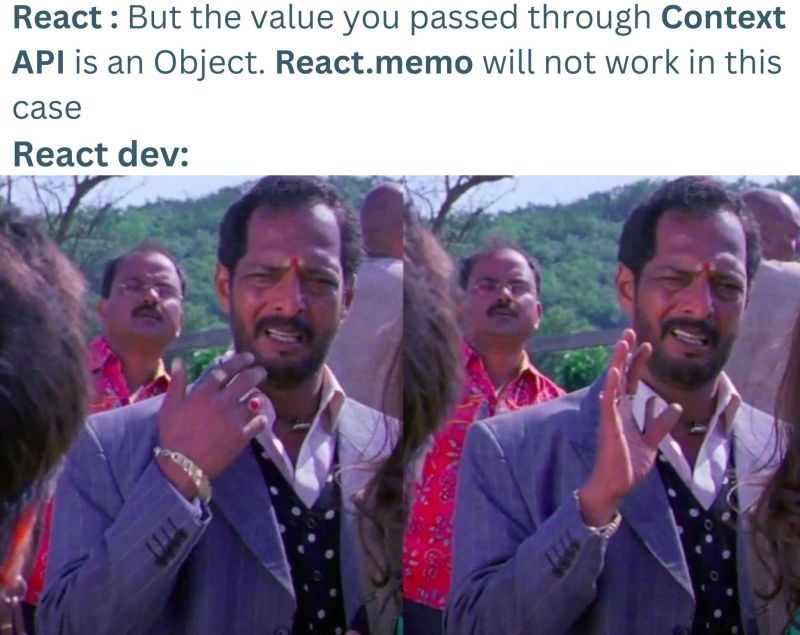 React : But the value you passed through Context
API is an Object. React.memo will not work in this
case
React dev: